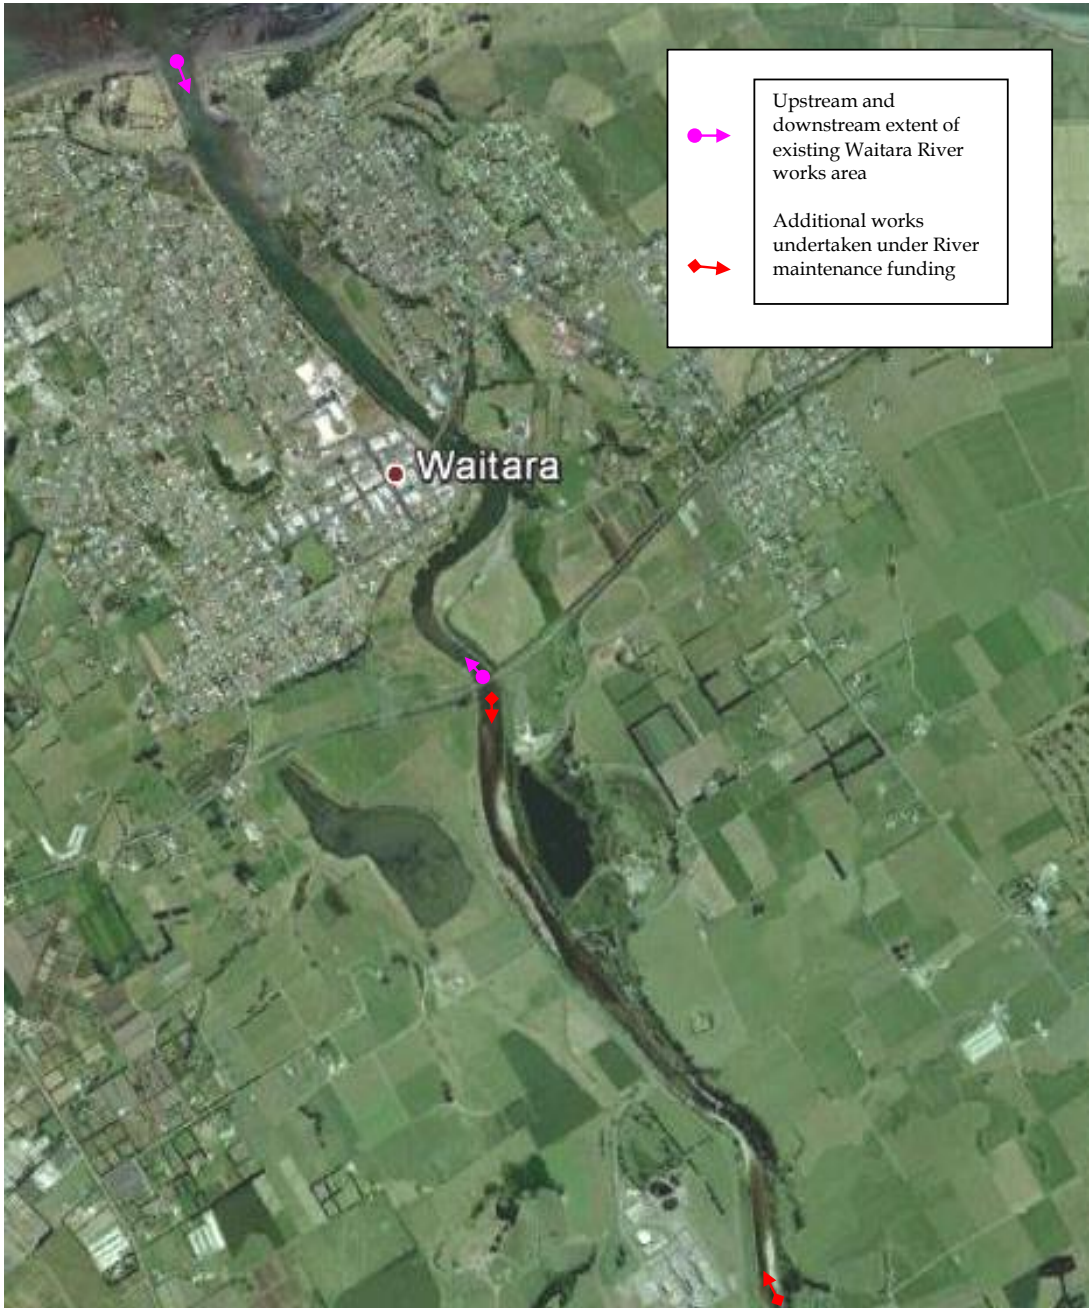 Upstream and
downstream extent of
existing Waitara River
works area
Additional works
undertaken under River
maintenance funding
Waitara